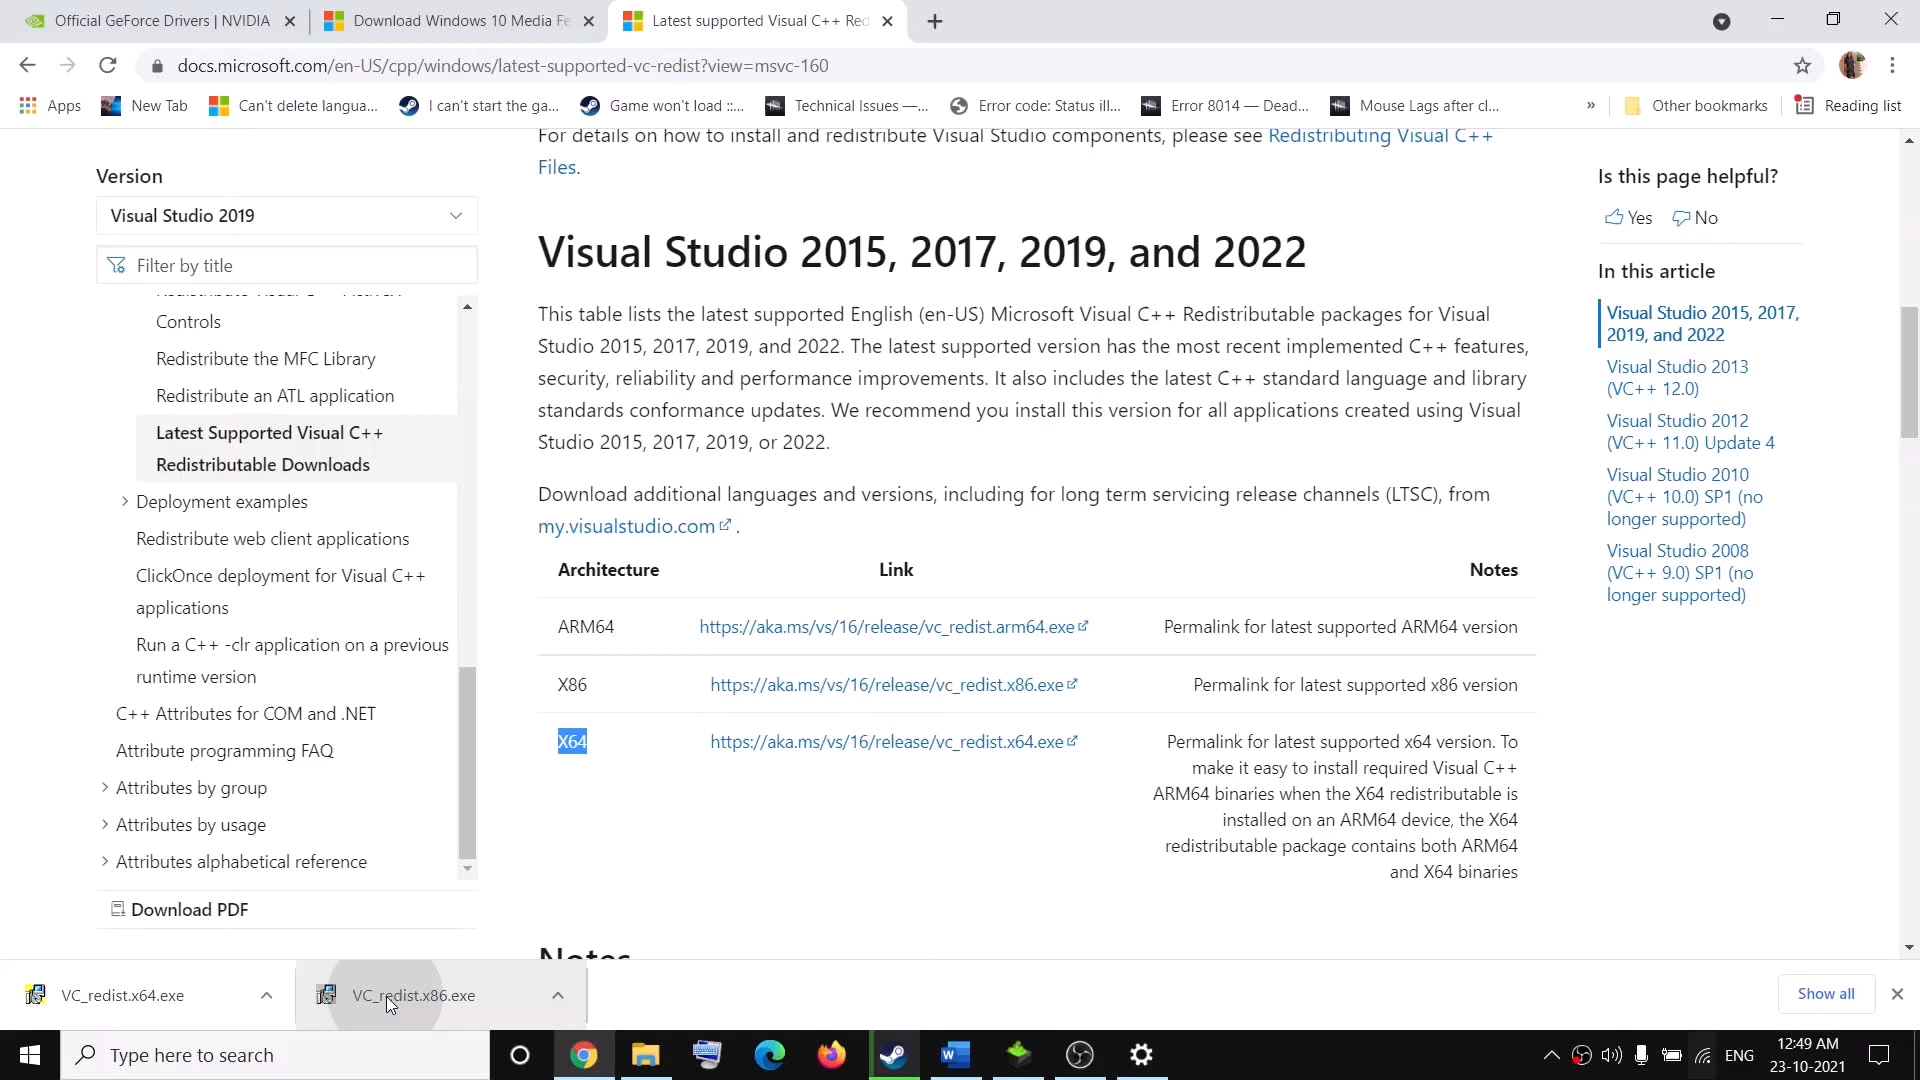 Official GeForce Drivers | NVIDIA
Download Windows 10 Media Fe
Latest supported Visual C++ Red
docs.microsoft.com/en-US/cpp/windows/latest-supported-vc-redist?view=msvc-160
Apps
New Tab
Can't delete langua...
I can't start the ga...
Game won't load ::...
Technical Issues —...
Error code: Status ill...
Error 8014 — Dead...
Mouse Lags after cl...
»
Other bookmarks
Reading list
Version
Visual Studio 2019
Filter by title
Controls
Redistribute the MFC Library
Redistribute an ATL application
Latest Supported Visual C++
Redistributable Downloads
Deployment examples
Redistribute web client applications
ClickOnce deployment for Visual C++
applications
Run a C++ -clr application on a previous
runtime version
C++ Attributes for COM and .NET
Attribute programming FAQ
Attributes by group
Attributes by usage
Attributes alphabetical reference
Download PDF
For details on how to install and redistribute Visual Studio components, please see Redistributing Visual C++
Files.
Visual Studio 2015, 2017, 2019, and 2022
This table lists the latest supported English (en-US) Microsoft Visual C++ Redistributable packages for Visual
Studio 2015, 2017, 2019, and 2022. The latest supported version has the most recent implemented C++ features,
security, reliability and performance improvements. It also includes the latest C++ standard language and library
standards conformance updates. We recommend you install this version for all applications created using Visual
Studio 2015, 2017, 2019, or 2022.
Download additional languages and versions, including for long term servicing release channels (LTSC), from
my.visualstudio.com .
Architecture Link Notes
ARM64 https://aka.ms/vs/16/release/vc_redist.arm64.exe Permalink for latest supported ARM64 version
X86 https://aka.ms/vs/16/release/vc_redist.x86.exe Permalink for latest supported x86 version
X64 https://aka.ms/vs/16/release/vc_redist.x64.exe Permalink for latest supported x64 version. To
make it easy to install required Visual C++
ARM64 binaries when the X64 redistributable is
installed on an ARM64 device, the X64
redistributable package contains both ARM64
and X64 binaries
Notes
Is this page helpful?
Yes No
In this article
Visual Studio 2015, 2017,
2019, and 2022
Visual Studio 2013
(VC++ 12.0)
Visual Studio 2012
(VC++ 11.0) Update 4
Visual Studio 2010
(VC++ 10.0) SP1 (no
longer supported)
Visual Studio 2008
(VC++ 9.0) SP1 (no
longer supported)
VC_redist.x64.exe
VC_redist.x86.exe
Show all
Type here to search
ENG
12:49 AM
23-10-2021